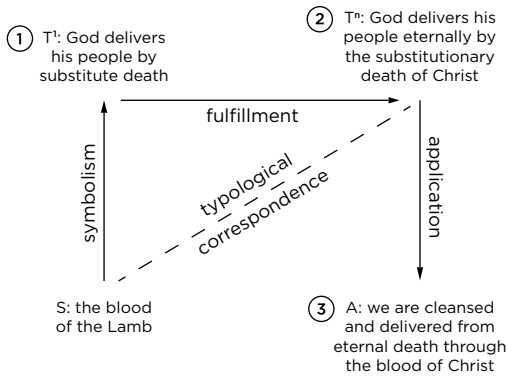 1 T¹: God delivers
his people by
substitute death
2 Tⁿ: God delivers his
people eternally by
the substitutionary
death of Christ
fulfillment
symbolism
typological
correspondence
application
S: the blood
of the Lamb
3 A: we are cleansed
and delivered from
eternal death through
the blood of Christ